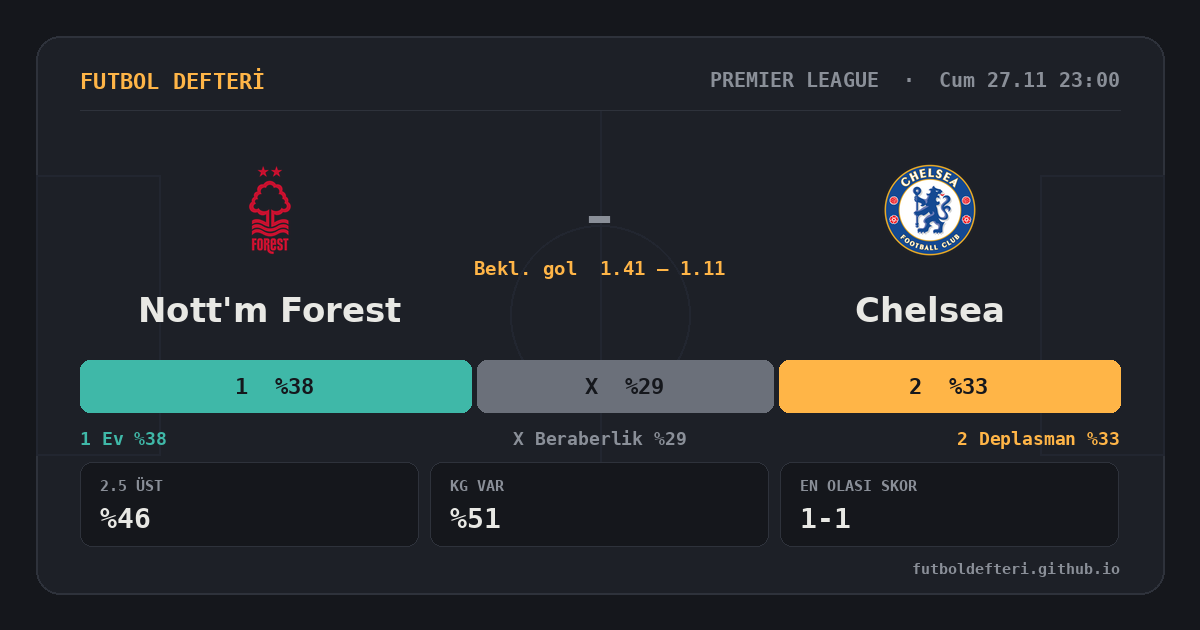 FUTBOL DEFTERİ
PREMIER LEAGUE · Cum 27.11 23:00
FOREST
CHELSEA
FOOTBALL CLUB
–
Bekl. gol 1.41 – 1.11
Nott'm Forest
Chelsea
1 %38
X %29
2 %33
1 Ev %38
X Beraberlik %29
2 Deplasman %33
2.5 ÜST
KG VAR
EN OLASI SKOR
%46
%51
1-1
futboldefteri.github.io